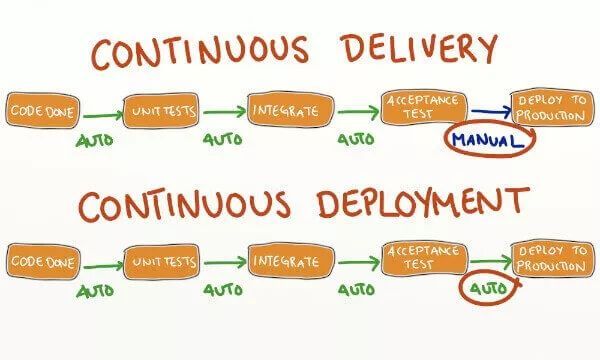 CONTINUOUS DELIVERY
CODE DONE
UNIT TESTS
INTEGRATE
ACCEPTANCE
TEST
DEPLOY TO
PRODUCTION
AUTO
AUTO
AUTO
MANUAL
CONTINUOUS DEPLOYMENT
CODE DONE
UNIT TESTS
INTEGRATE
ACCEPTANCE
TEST
DEPLOY TO
PRODUCTION
AUTO
AUTO
AUTO
AUTO